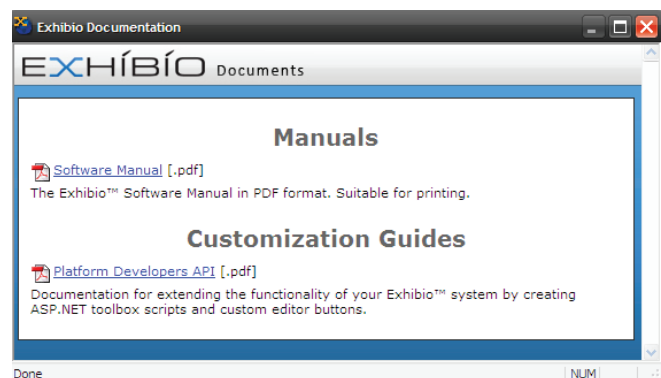 Exhibio Documentation
EXHÍBÍO Documents
Manuals
Software Manual [.pdf]
The Exhibio™ Software Manual in PDF format. Suitable for printing.
Customization Guides
Platform Developers API [.pdf]
Documentation for extending the functionality of your Exhibio™ system by creating
ASP.NET toolbox scripts and custom editor buttons.
Done NUM